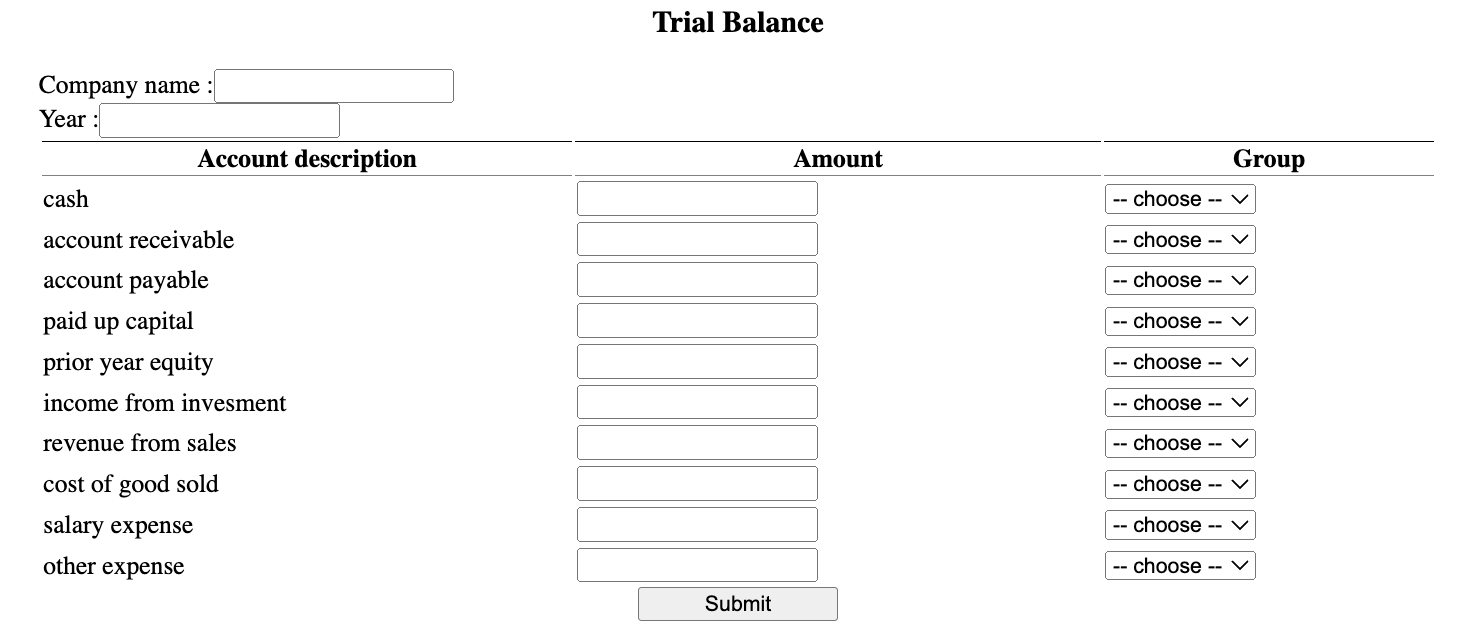 Trial Balance
Company name :
Year :
Account description Amount Group
cash -- choose --
account receivable -- choose --
account payable -- choose --
paid up capital -- choose --
prior year equity -- choose --
income from invesment -- choose --
revenue from sales -- choose --
cost of good sold -- choose --
salary expense -- choose --
other expense -- choose --
Submit